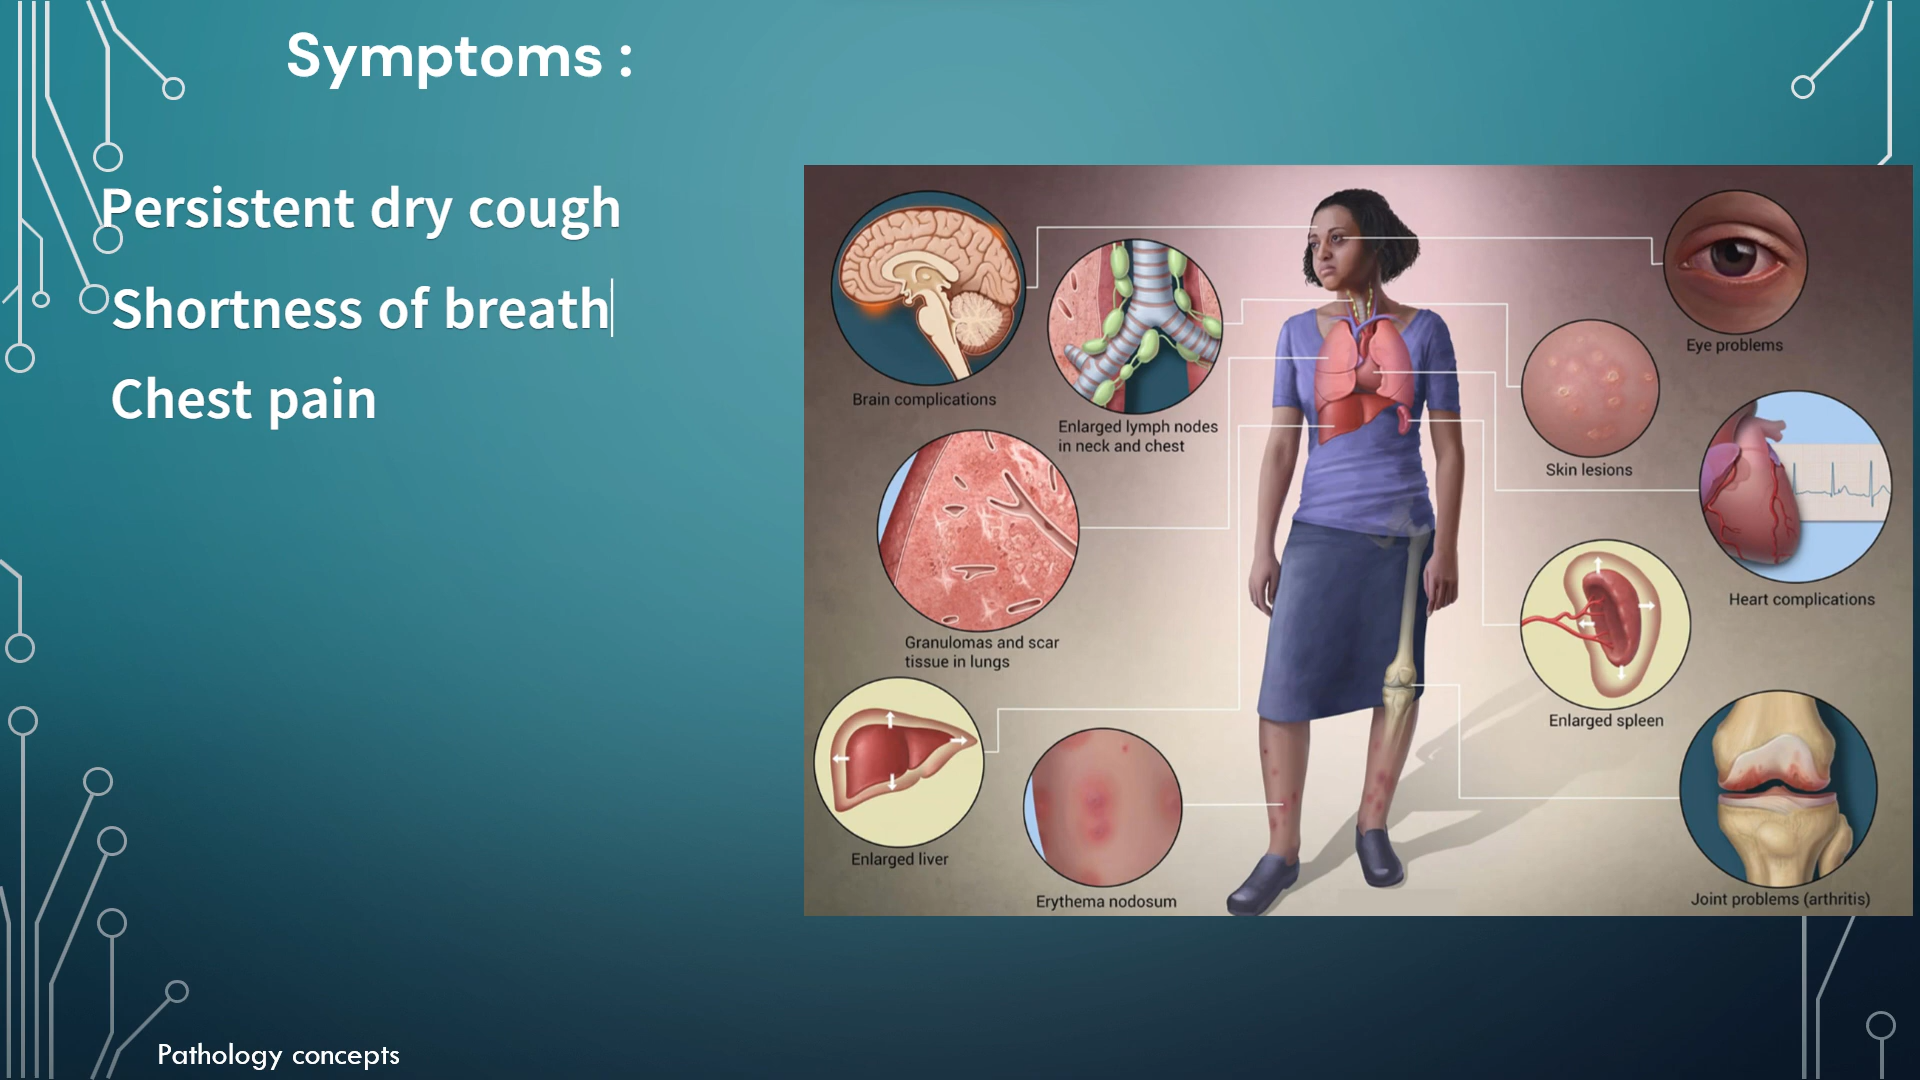 Symptoms :
Persistent dry cough
Shortness of breath
Chest pain
Brain complications
Enlarged lymph nodes
in neck and chest
Granulomas and scar
tissue in lungs
Enlarged liver
Erythema nodosum
Eye problems
Skin lesions
Heart complications
Enlarged spleen
Joint problems (arthritis)
Pathology concepts